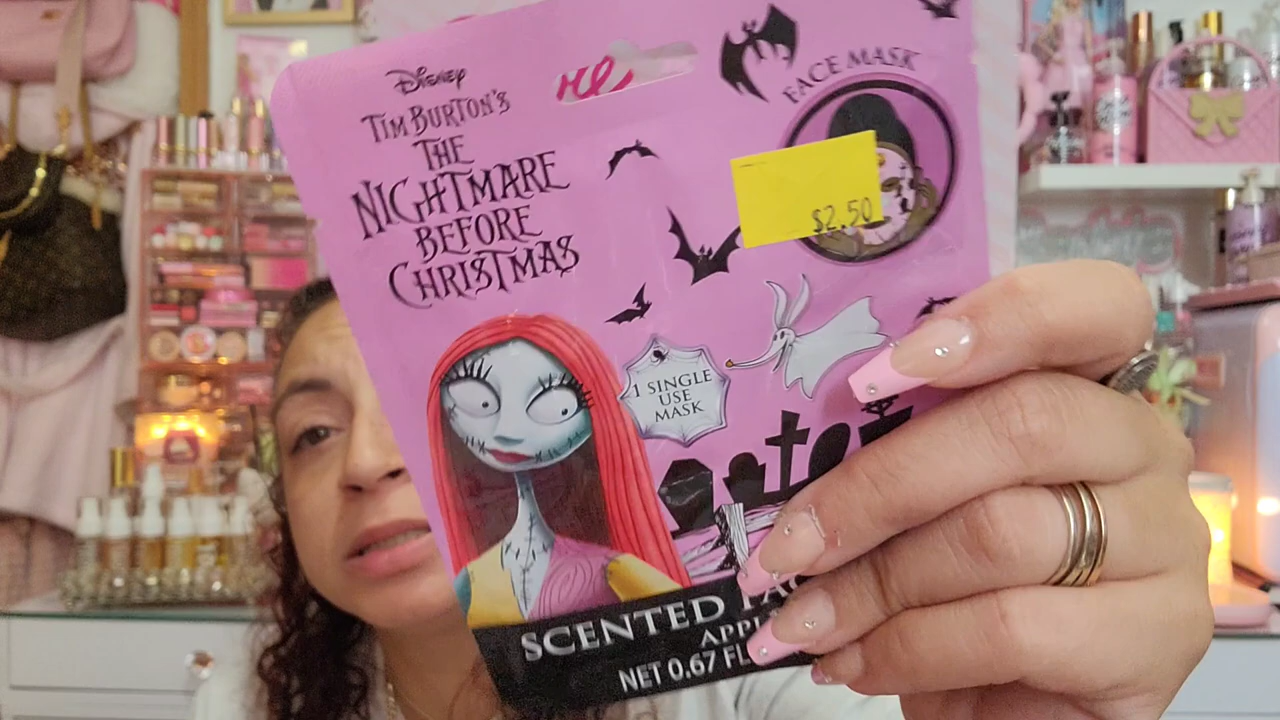 Disney
TIM BURTON'S
THE
NIGHTMARE
BEFORE
CHRISTMAS
FACE MASK
$2.50
1 SINGLE
USE
MASK
SCENTED
NET 0.67 FL